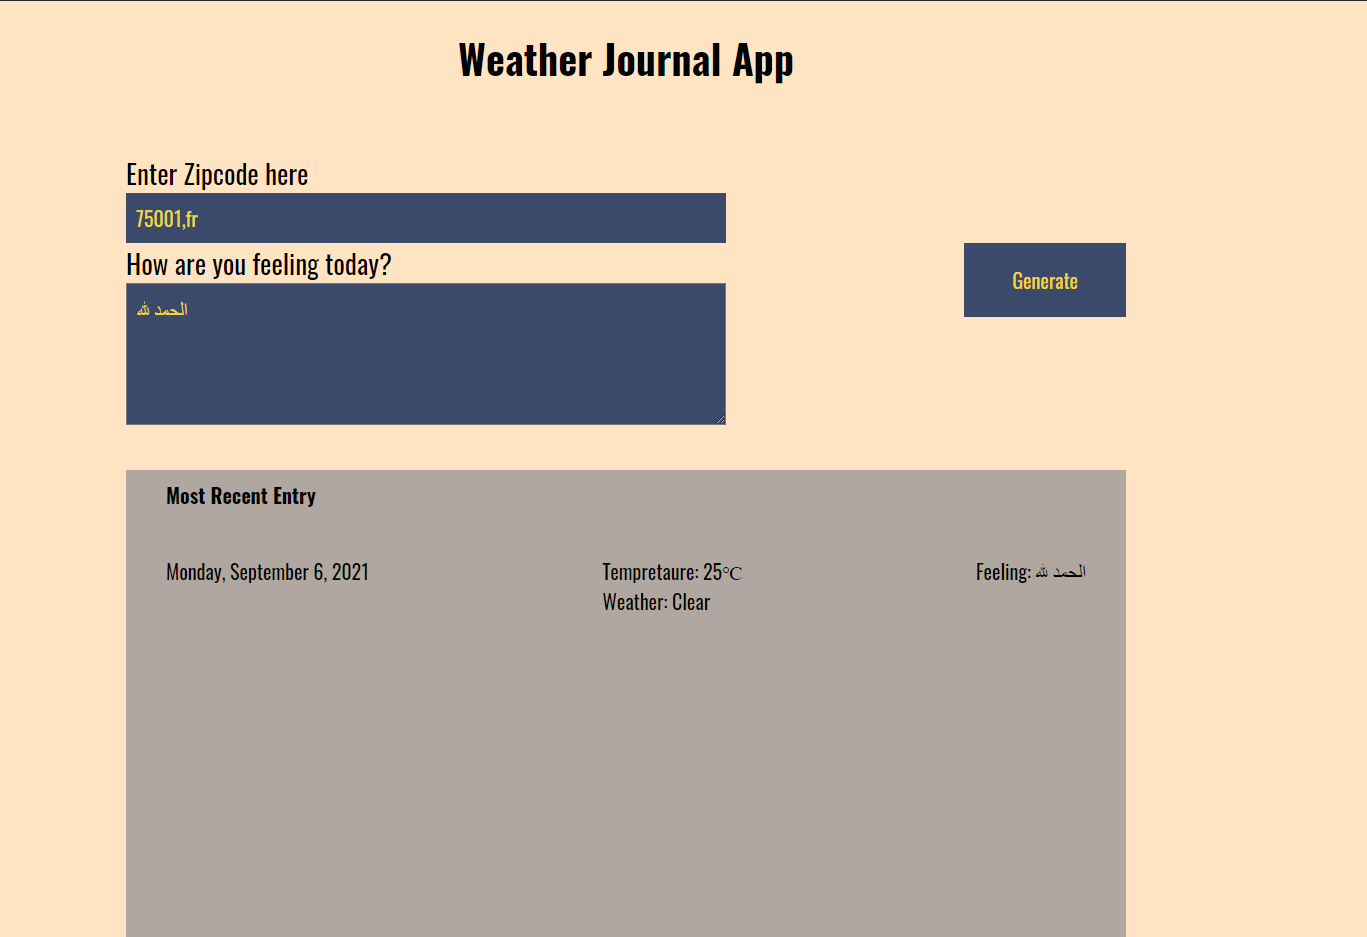 Weather Journal App
Enter Zipcode here
75001,fr
How are you feeling today?
الحمد لله
Generate
Most Recent Entry
Monday, September 6, 2021
Tempretaure: 25°C
Weather: Clear
Feeling: الحمد لله